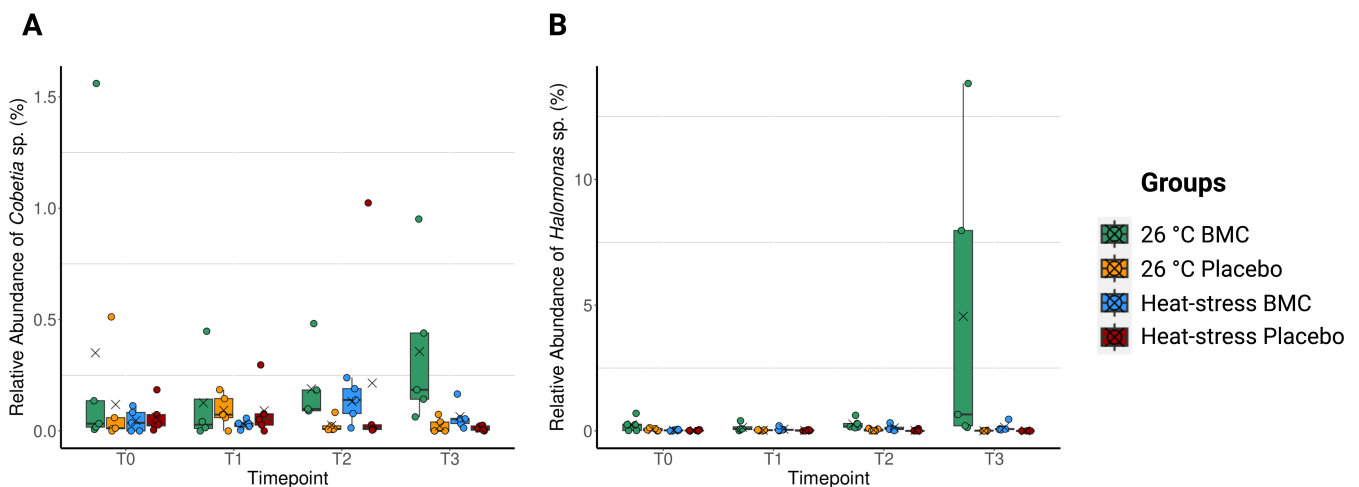 A
Relative Abundance of Cobetia sp. (%)
1.5
1.0
0.5
0.0
T0 T1 T2 T3
Timepoint
B
Relative Abundance of Halomonas sp. (%)
10
5
0
T0 T1 T2 T3
Timepoint
Groups
26 °C BMC
26 °C Placebo
Heat-stress BMC
Heat-stress Placebo